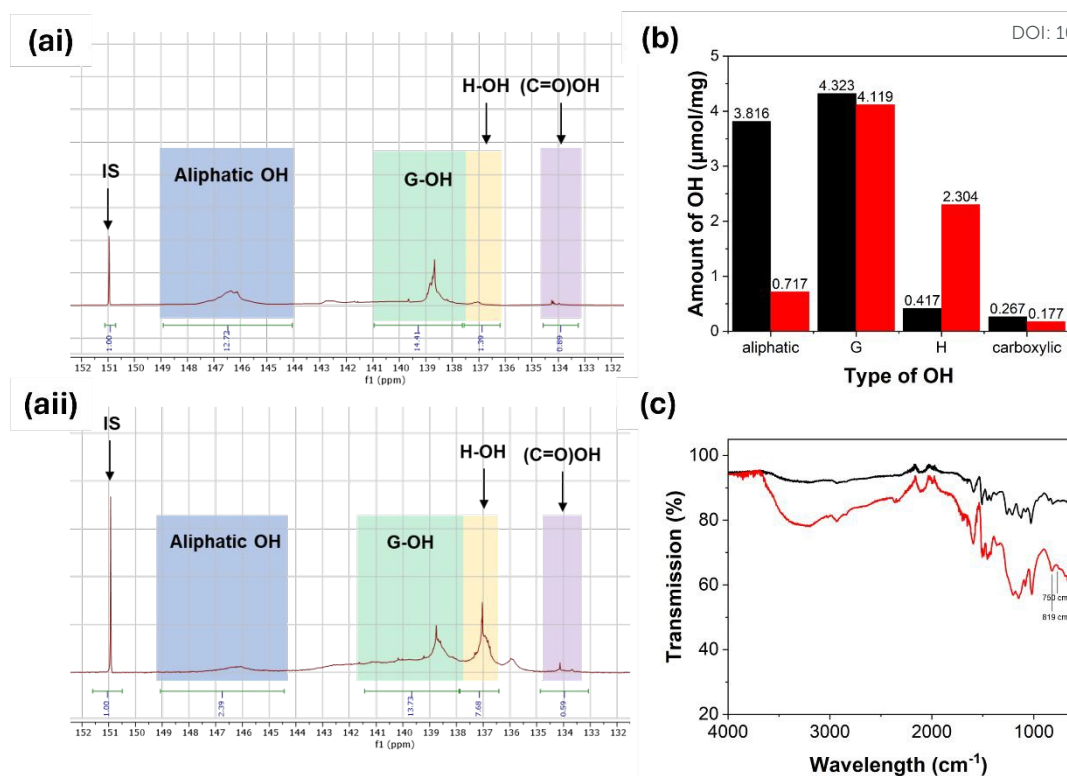 (ai)
H-OH (C=O)OH
IS
Aliphatic OH
G-OH
1.00
12.72
14.41
1.39
0.89
152 151 150 149 148 147 146 145 144 143 142 141 140 139 138 137 136 135 134 133 132
f1 (ppm)
(aii)
IS
H-OH (C=O)OH
Aliphatic OH
G-OH
1.00
2.39
13.73
7.68
0.59
152 151 150 149 148 147 146 145 144 143 142 141 140 139 138 137 136 135 134 133 132
f1 (ppm)
(b)
DOI: 10
Amount of OH (µmol/mg)
5
4
3
2
1
0
3.816
0.717
4.323
4.119
0.417
2.304
0.267
0.177
aliphatic G H carboxylic
Type of OH
(c)
Transmission (%)
100
80
60
40
20
750 cm
819 cm
4000 3000 2000 1000
Wavelength (cm-1)